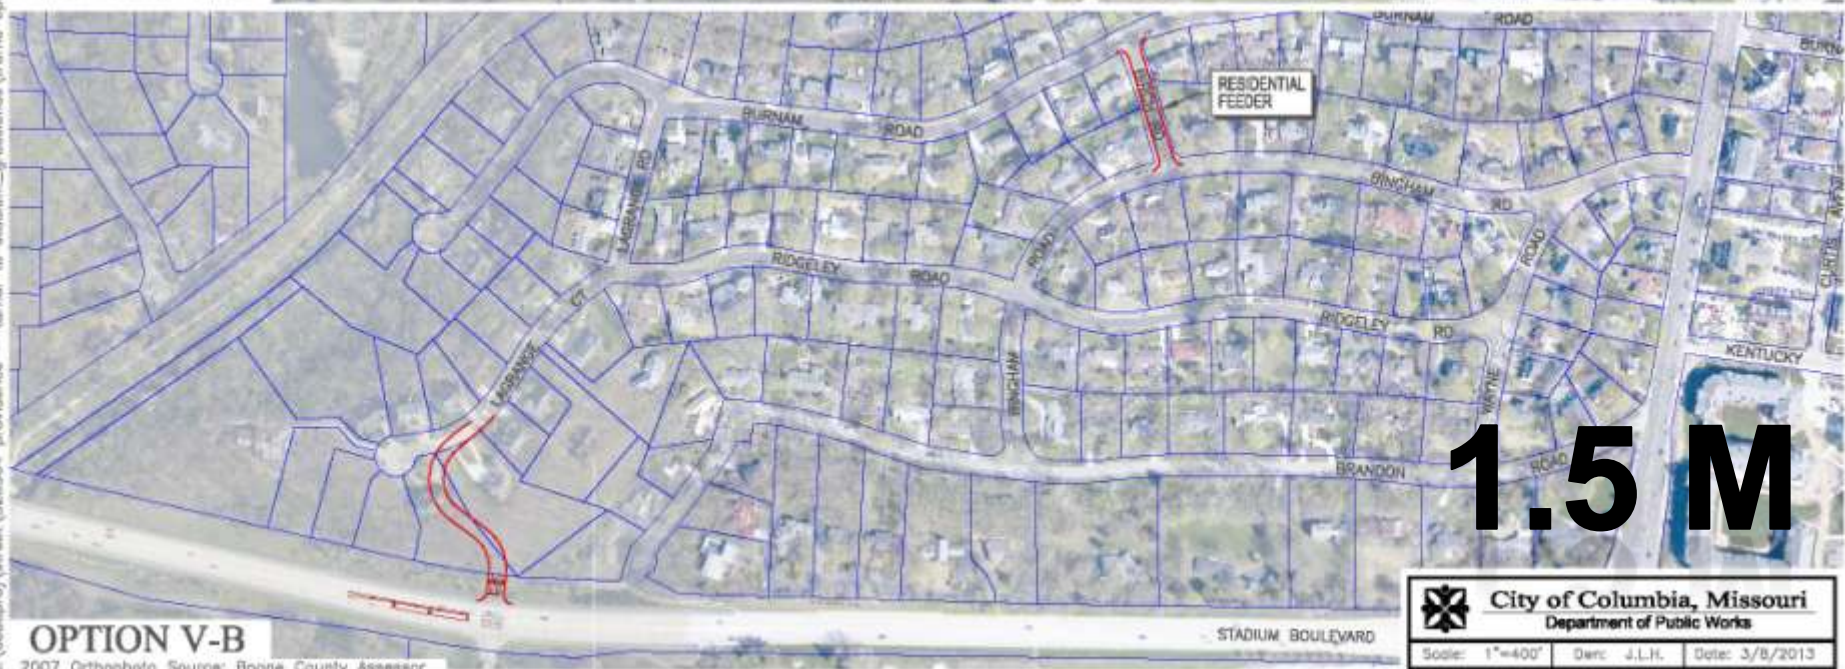 BURNAM ROAD
BURNAM ROAD
RESIDENTIAL
FEEDER
BINGHAM RD
ROAD
ROAD
RIDGELEY ROAD
RIDGELEY RD
LAGRANGE CT
BINGHAM
WAYNE
KENTUCKY
BRANDON ROAD
1.5 M
STADIUM BOULEVARD
OPTION V-B
2007 Orthophoto Source: Boone County Assessor
City of Columbia, Missouri
Department of Public Works
Scale: 1"=400'
Dwn: J.L.H.
Date: 3/8/2013